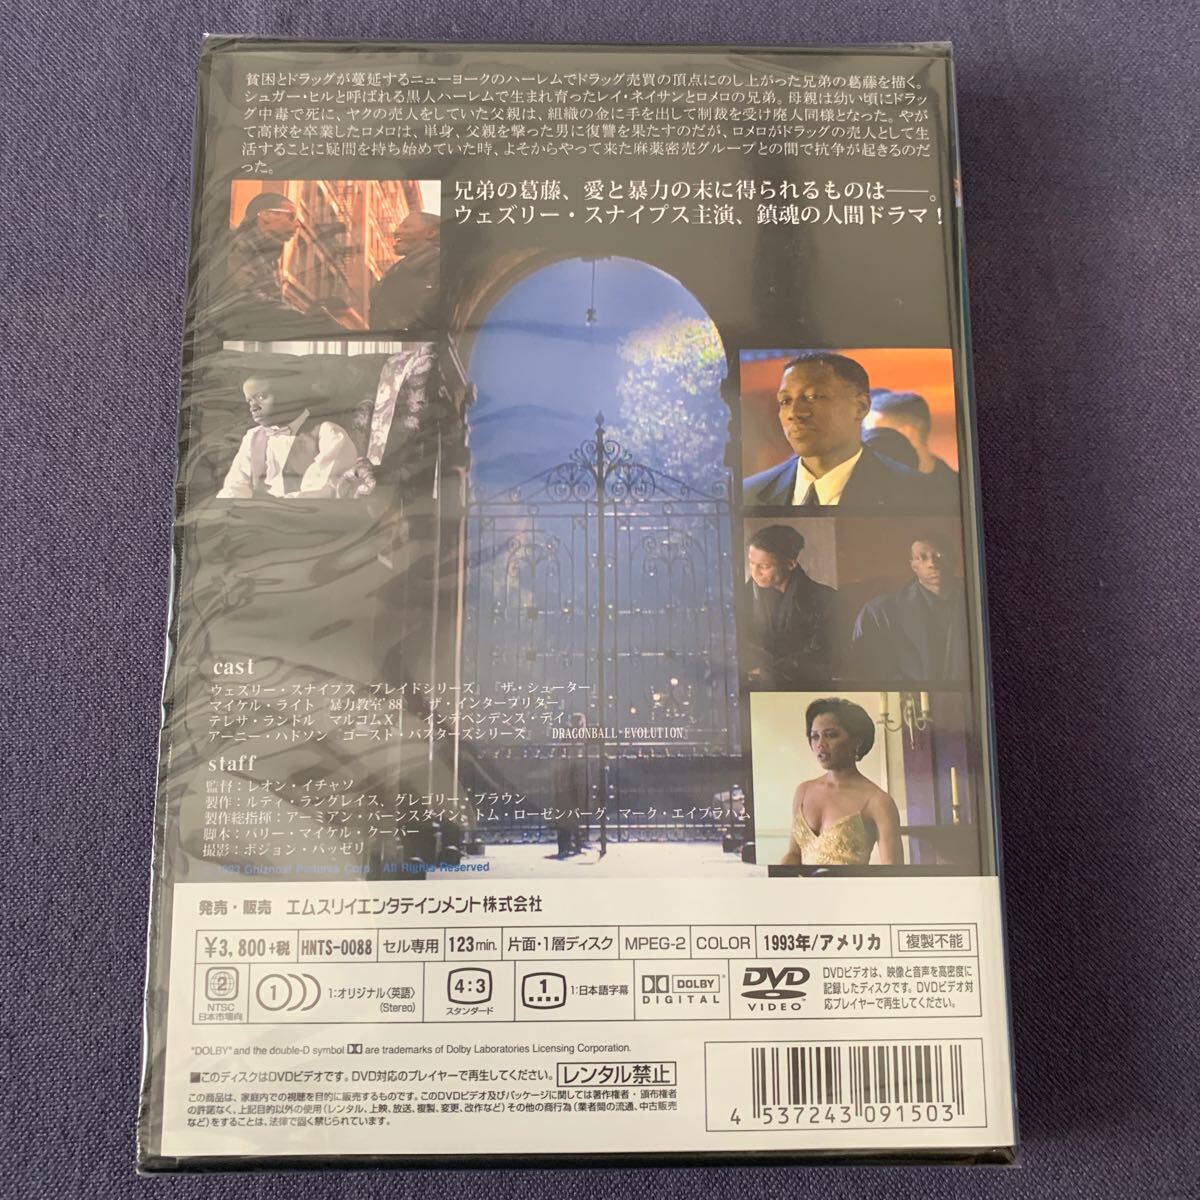 貧困とドラッグが蔓延するニューヨークのハーレムでドラッグ売買の頂点にのし上がった兄弟の葛藤を描く。
シュガー・ヒルと呼ばれる黒人ハーレムで生まれ育ったレイ・ネイサンとロメロの兄弟。母親は幼い頃にドラッ
グ中毒で死に、ヤクの売人をしていた父親は、組織の金に手を出して制裁を受け廃人同様となった。やが
て高校を卒業したロメロは、単身、父親を撃った男に復讐を果たすのだが、ロメロがドラッグの売人として生
活することに疑問を持ち始めていた時、よそからやって来た麻薬密売グループとの間で抗争が起きるのだ
った。
兄弟の葛藤、愛と暴力の末に得られるものは――。
ウェズリー・スナイプス主演、鎮魂の人間ドラマ!
cast
ウェズリー・スナイプス ブレイドシリーズ』『ザ・シューター』
マイケル・ライト『暴力教室'88 ザ・インタープリター』
テレサ・ランドル マルコムX 『インデペンデンス・デイ』
アーニー・ハドソン ゴースト・バスターズシリーズ 『DRAGONBALL EVOLUTION』
staff
監督:レオン・イチャソ
製作:ルディ・ラングレイス、グレゴリー・ブラウン
製作総指揮:アーミアン・バーンスタイン、トム・ローゼンバーグ、マーク・エイブラハム
脚本:バリー・マイケル・クーパー
撮影:ボジョン・バッゼリ
1993 Pictures Corp. All Rights Reserved
発売・販売 エムスリイエンタテインメント株式会社
¥3,800+税 HNTS-0088 セル専用 123min. 片面・1層ディスク MPEG-2 COLOR 1993年/アメリカ 複製不能
2 NTSC 日本市場向
1 1:オリジナル〈英語〉(Stereo)
4:3 スタンダード
1 1:日本語字幕
DOLBY DIGITAL
DVD VIDEO
DVDビデオは、映像と音声を高密度に
記録したディスクです。DVDビデオ対
応プレイヤーで再生してください。
"DOLBY" and the double-D symbol are trademarks of Dolby Laboratories Licensing Corporation.
■このディスクはDVDビデオです。DVD対応のプレイヤーで再生してください。 レンタル禁止
この商品は、家庭内での視聴を目的に販売するものです。このDVDビデオ及びパッケージに関しては著作権者・頒布権者
の許諾なく、上記目的以外の使用(レンタル、上映、放送、複製、変更、改作など)その他の商行為(業者間の流通、中古販売
など)をすることは、法律で固く禁じられています。
4 537243 091503